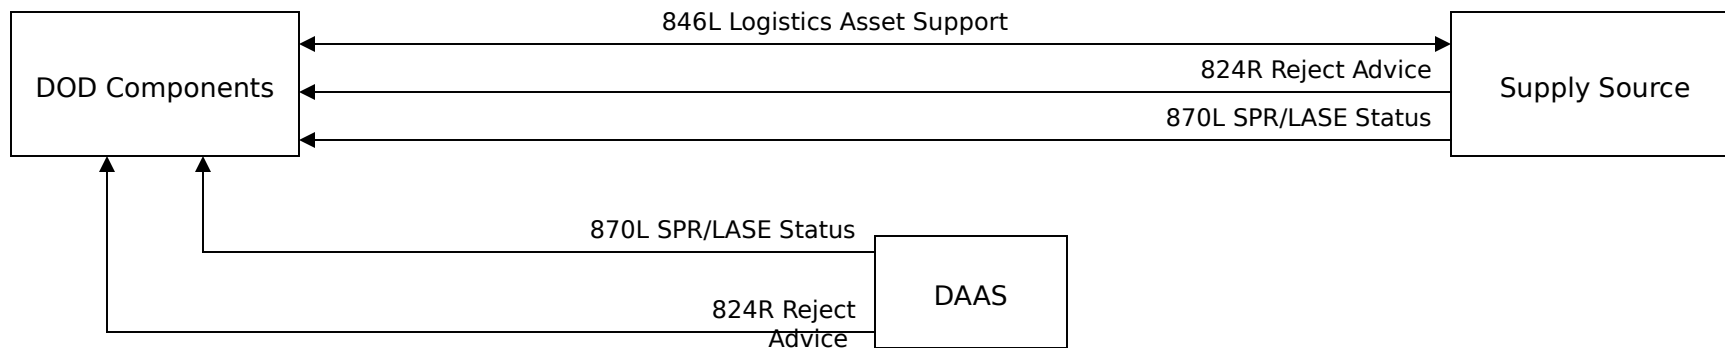 846L Logistics Asset Support
824R Reject Advice
DOD Components
Supply Source
870L SPR/LASE Status
870L SPR/LASE Status
DAAS
824R Reject
Advice